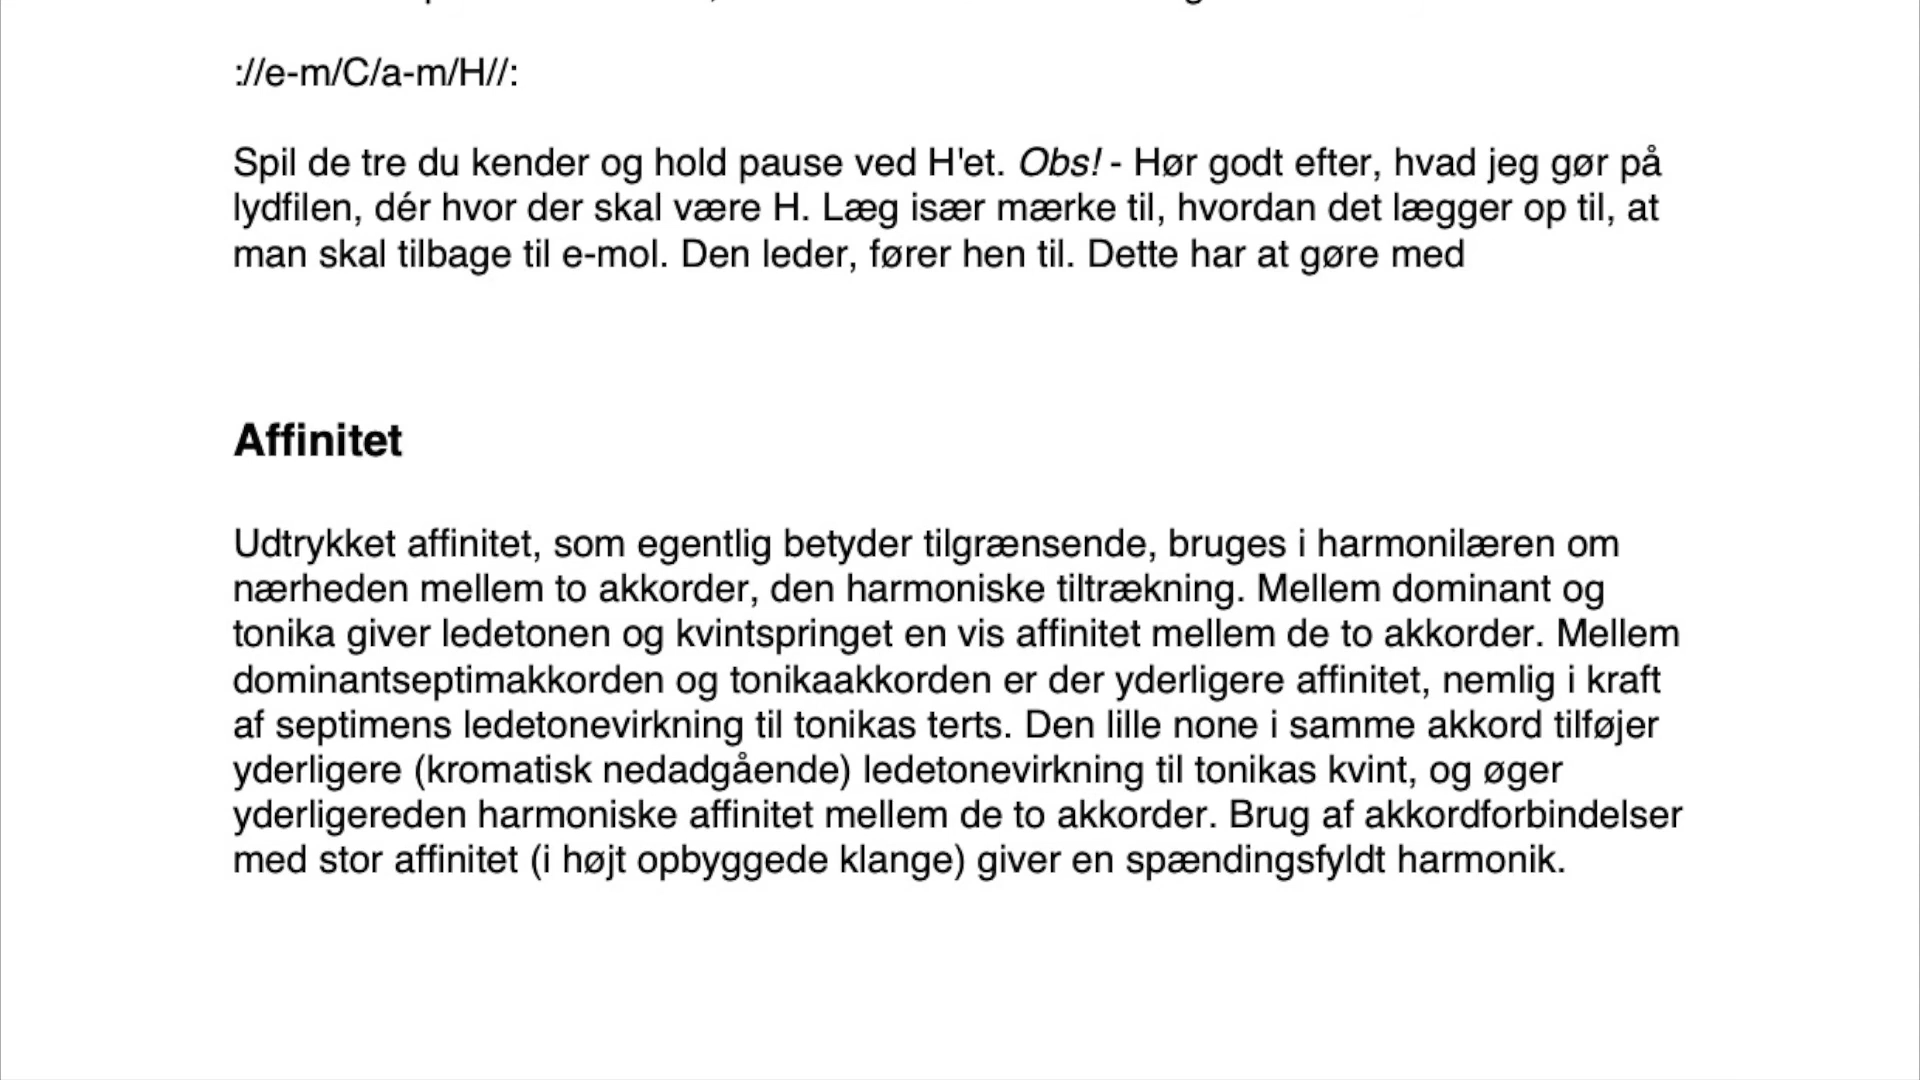 ://e-m/C/a-m/H//:
Spil de tre du kender og hold pause ved H'et. Obs! - Hør godt efter, hvad jeg gør på
lydfilen, dér hvor der skal være H. Læg især mærke til, hvordan det lægger op til, at
man skal tilbage til e-mol. Den leder, fører hen til. Dette har at gøre med
Affinitet
Udtrykket affinitet, som egentlig betyder tilgrænsende, bruges i harmonilæren om
nærheden mellem to akkorder, den harmoniske tiltrækning. Mellem dominant og
tonika giver ledetonen og kvintspringet en vis affinitet mellem de to akkorder. Mellem
dominantseptimakkorden og tonikaakkorden er der yderligere affinitet, nemlig i kraft
af septimens ledetonevirkning til tonikas terts. Den lille none i samme akkord tilføjer
yderligere (kromatisk nedadgående) ledetonevirkning til tonikas kvint, og øger
yderligereden harmoniske affinitet mellem de to akkorder. Brug af akkordforbindelser
med stor affinitet (i højt opbyggede klange) giver en spændingsfyldt harmonik.